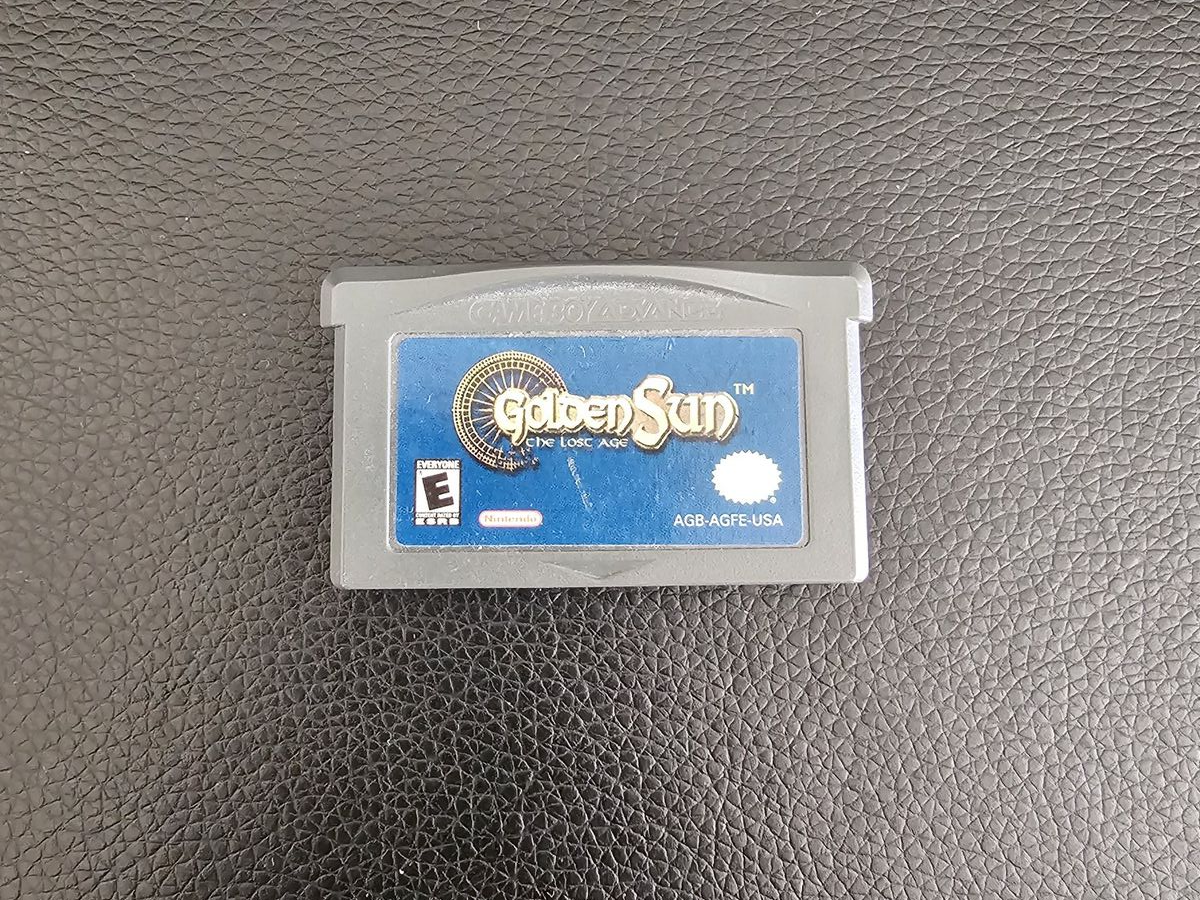 GAME BOY ADVANCE
Golden Sun™
THE LOST AGE
EVERYONE
E
CONTENT RATED BY
ESRB
Nintendo
®
AGB-AGFE-USA